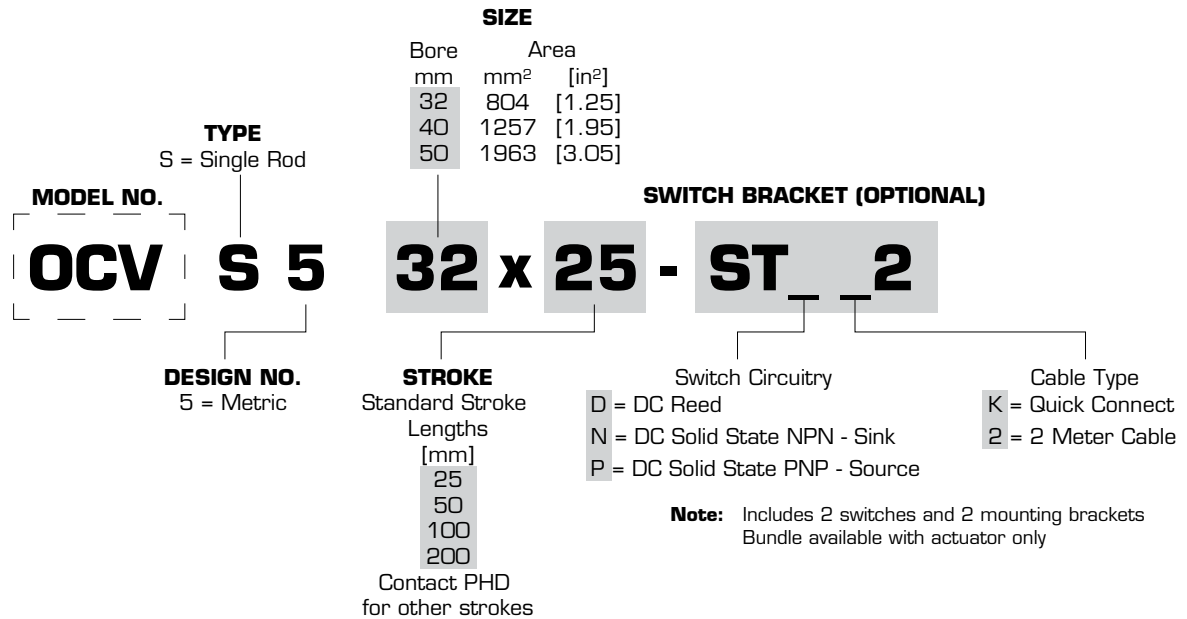 SIZE
Bore Area
mm mm² [in²]
32 804 [1.25]
40 1257 [1.95]
50 1963 [3.05]
TYPE
S = Single Rod
MODEL NO.
SWITCH BRACKET (OPTIONAL)
OCV S 5 32 x 25 - ST_ _2
DESIGN NO.
5 = Metric
STROKE
Standard Stroke
Lengths
[mm]
25
50
100
200
Contact PHD
for other strokes
Switch Circuitry
D = DC Reed
N = DC Solid State NPN - Sink
P = DC Solid State PNP - Source
Cable Type
K = Quick Connect
2 = 2 Meter Cable
Note: Includes 2 switches and 2 mounting brackets
Bundle available with actuator only